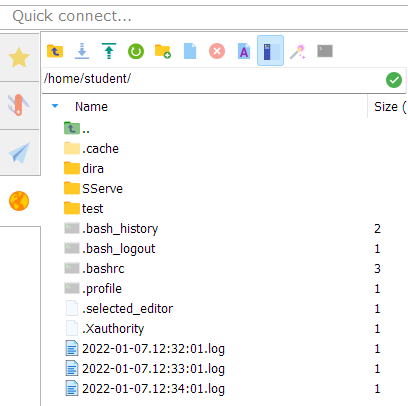 Quick connect...
/home/student/
Name Size (
..
.cache
dira
SServe
test
.bash_history 2
.bash_logout 1
.bashrc 3
.profile 1
.selected_editor 1
.Xauthority 1
2022-01-07.12:32:01.log 1
2022-01-07.12:33:01.log 1
2022-01-07.12:34:01.log 1